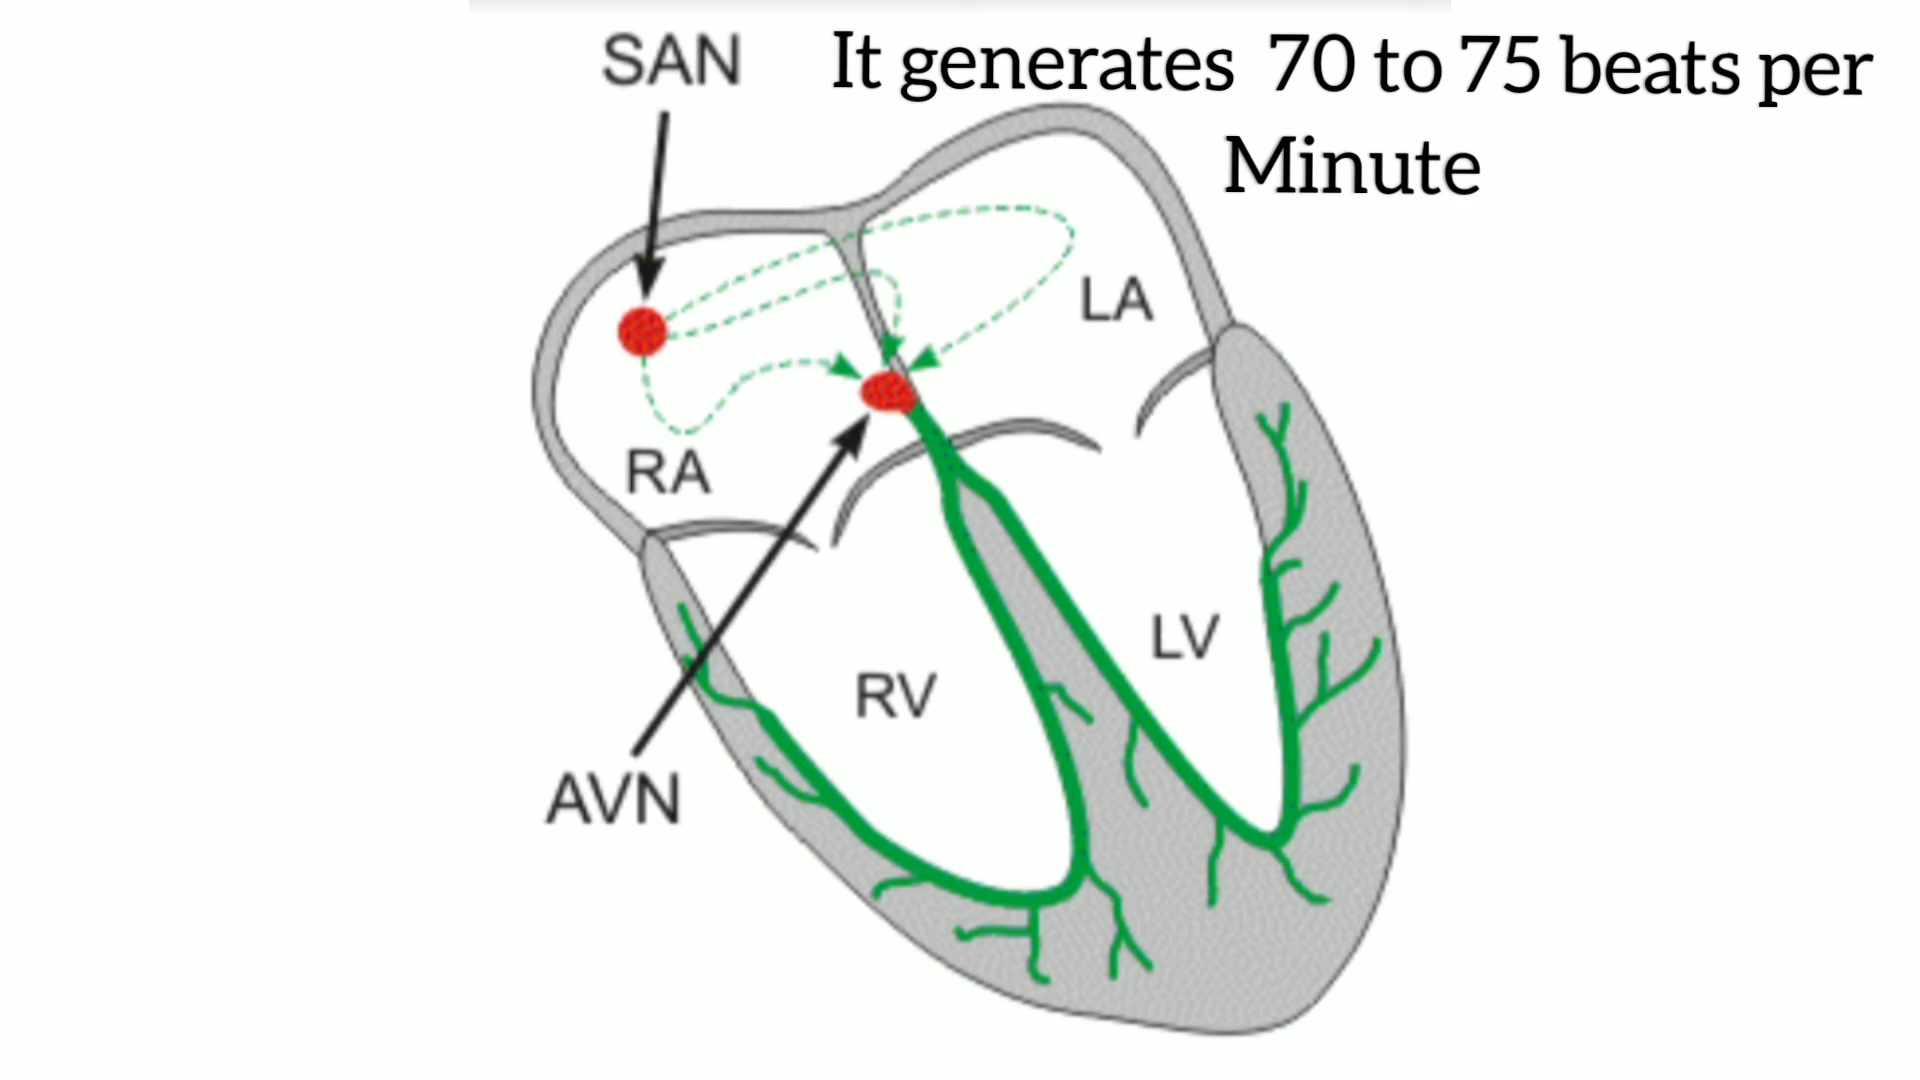 SAN
It generates 70 to 75 beats per
Minute
LA
RA
LV
RV
AVN